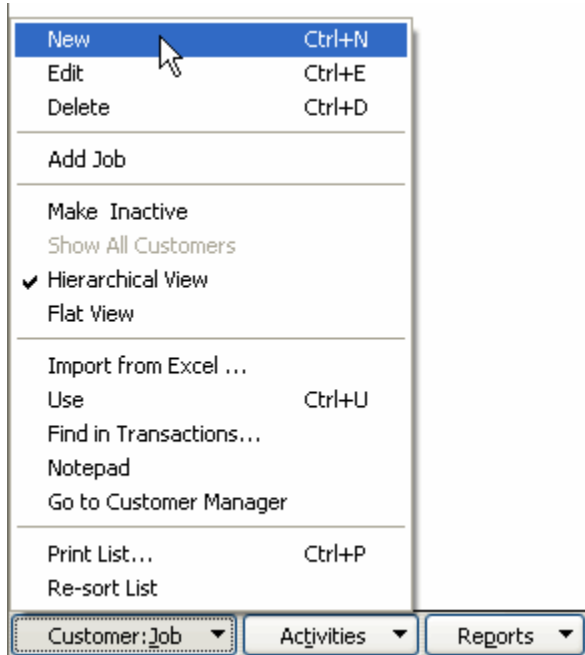 New Ctrl+N
Edit Ctrl+E
Delete Ctrl+D
Add Job
Make  Inactive
Show All Customers
Hierarchical View
Flat View
Import from Excel ...
Use Ctrl+U
Find in Transactions...
Notepad
Go to Customer Manager
Print List... Ctrl+P
Re-sort List
Customer:Job Activities Reports